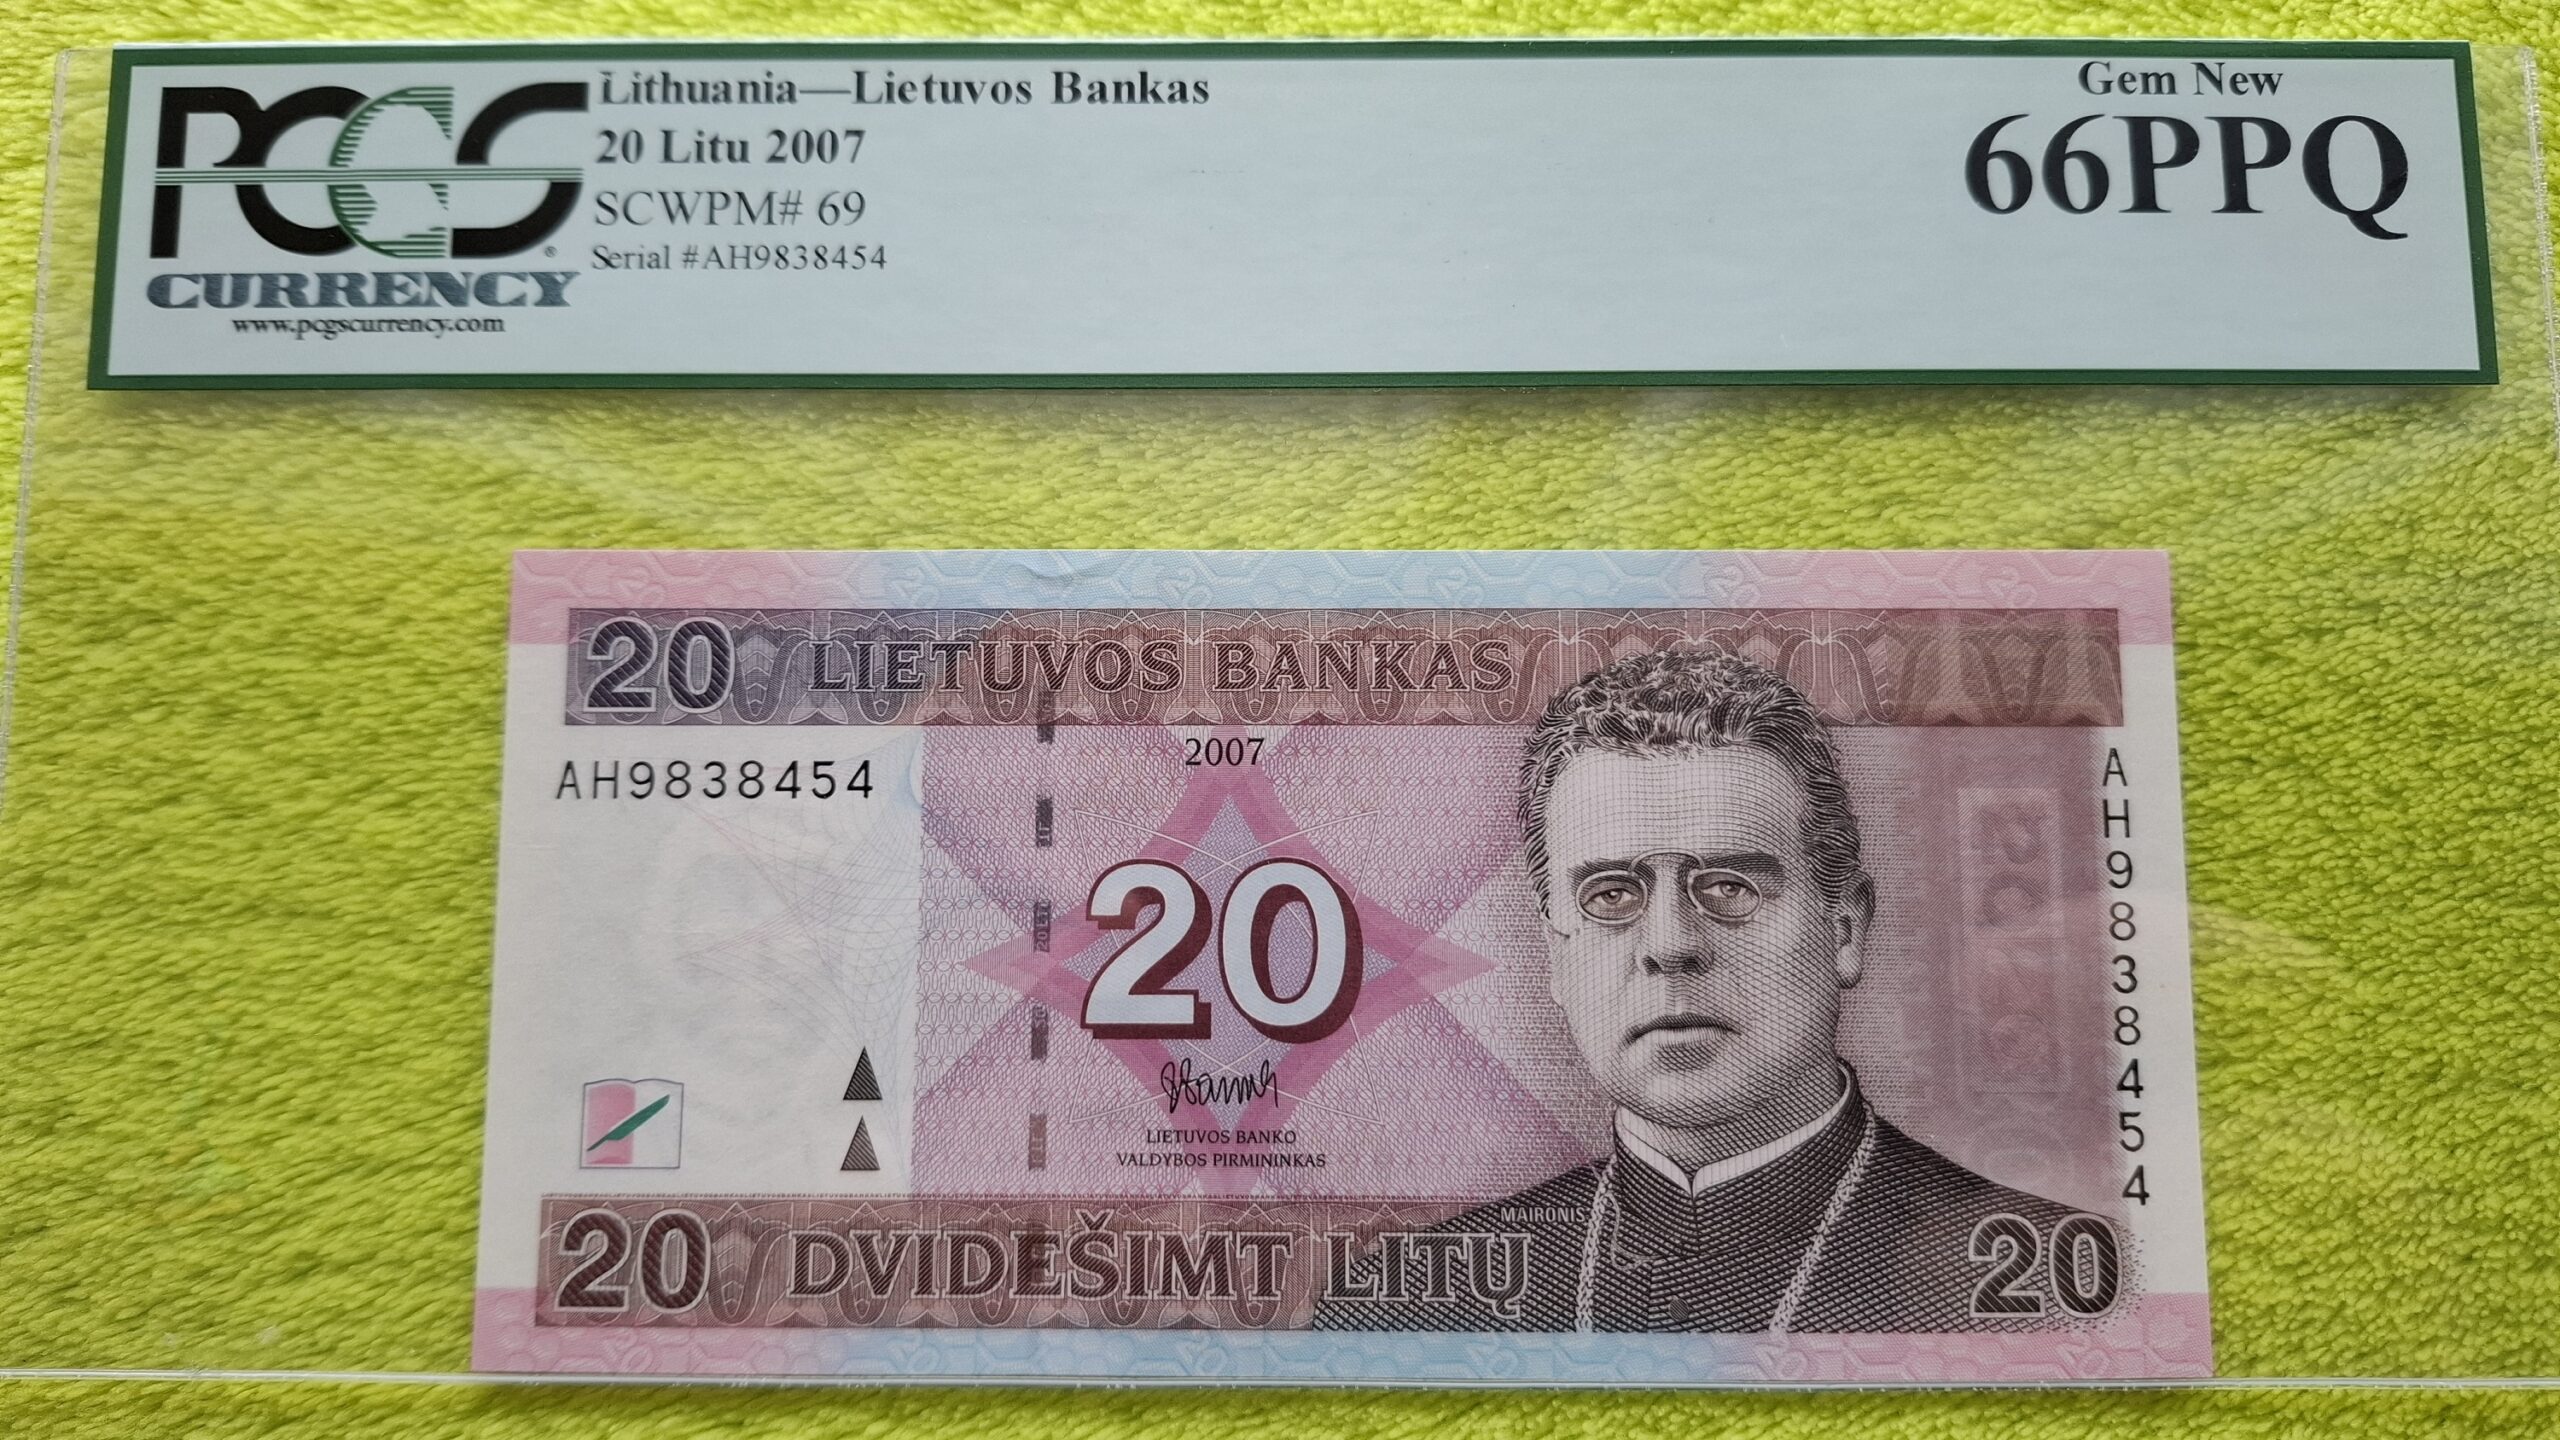 PCGS
CURRENCY
www.pcgscurrency.com
Lithuania—Lietuvos Bankas
20 Litu 2007
SCWPM# 69
Serial #AH9838454
Gem New
66PPQ
20 LIETUVOS BANKAS
2007
AH9838454
AH9838454
20
LIETUVOS BANKO
VALDYBOS PIRMININKAS
MAIRONIS
20 DVIDEŠIMT LITŲ 20